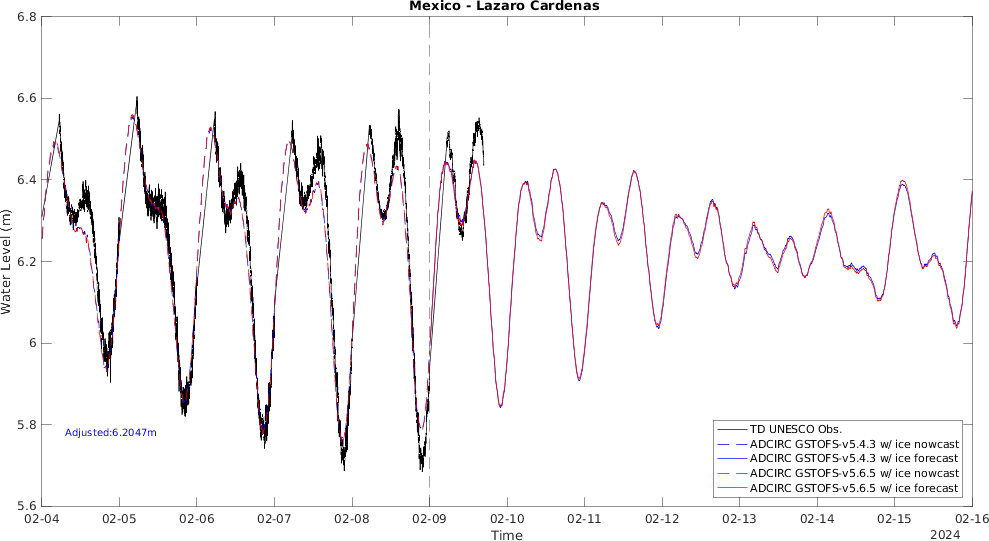 Mexico - Lazaro Cardenas
Water Level (m)
6.8
6.6
6.4
6.2
6
5.8
5.6
Adjusted:6.2047m
TD UNESCO Obs.
ADCIRC GSTOFS-v5.4.3 w/ ice nowcast
ADCIRC GSTOFS-v5.4.3 w/ ice forecast
ADCIRC GSTOFS-v5.6.5 w/ ice nowcast
ADCIRC GSTOFS-v5.6.5 w/ ice forecast
02-04 02-05 02-06 02-07 02-08 02-09 02-10 02-11 02-12 02-13 02-14 02-15 02-16
Time
2024